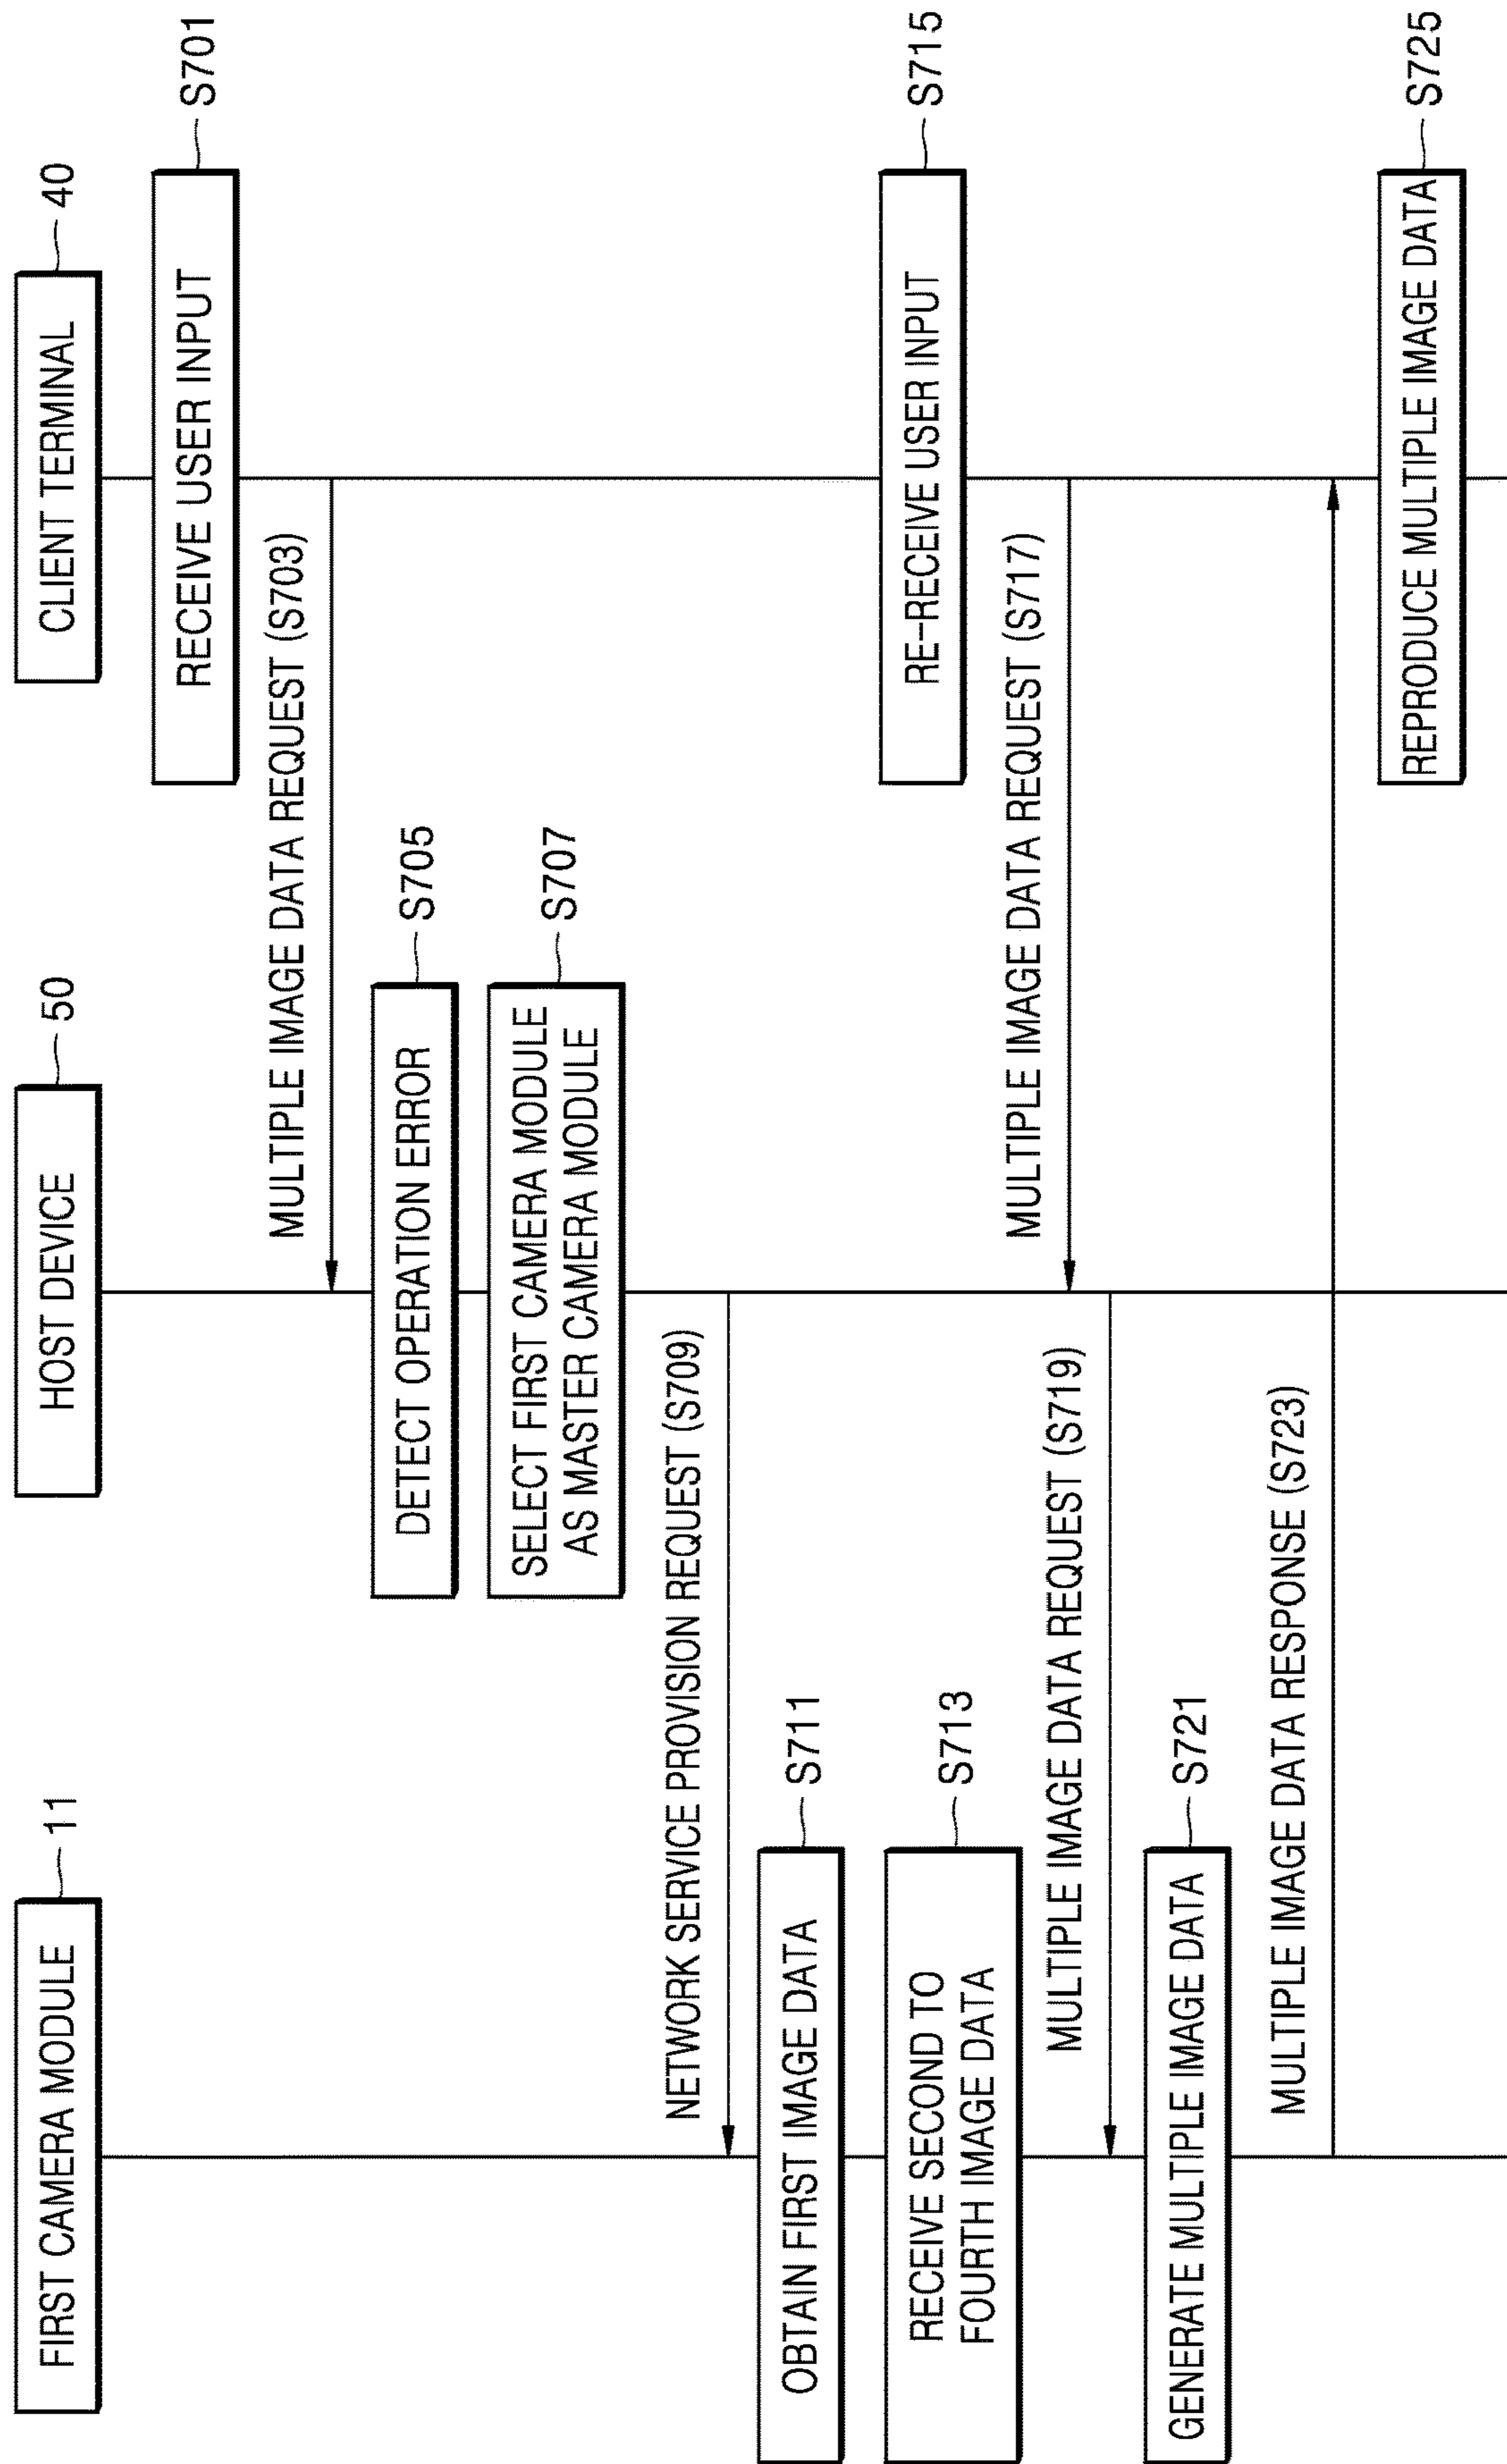 FIRST CAMERA MODULE
11
HOST DEVICE
50
CLIENT TERMINAL
40
RECEIVE USER INPUT
S701
MULTIPLE IMAGE DATA REQUEST (S703)
DETECT OPERATION ERROR
S705
SELECT FIRST CAMERA MODULE
AS MASTER CAMERA MODULE
S707
NETWORK SERVICE PROVISION REQUEST (S709)
OBTAIN FIRST IMAGE DATA
S711
RECEIVE SECOND TO
FOURTH IMAGE DATA
S713
RE-RECEIVE USER INPUT
S715
MULTIPLE IMAGE DATA REQUEST (S717)
MULTIPLE IMAGE DATA REQUEST (S719)
GENERATE MULTIPLE IMAGE DATA
S721
MULTIPLE IMAGE DATA RESPONSE (S723)
REPRODUCE MULTIPLE IMAGE DATA
S725